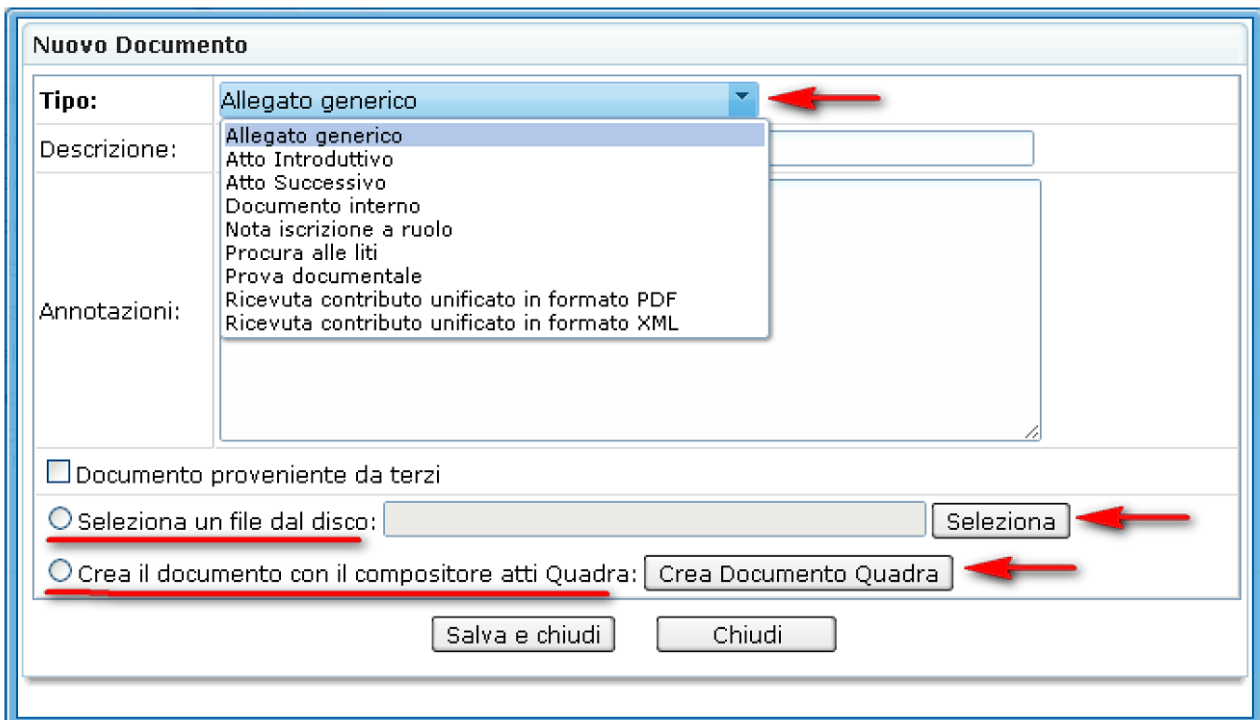 Nuovo Documento
Tipo: Allegato generico
Allegato generico
Descrizione:
Atto Introduttivo
Atto Successivo
Documento interno
Nota iscrizione a ruolo
Procura alle liti
Prova documentale
Ricevuta contributo unificato in formato PDF
Annotazioni:
Ricevuta contributo unificato in formato XML
Documento proveniente da terzi
Seleziona un file dal disco: Seleziona
Crea il documento con il compositore atti Quadra: Crea Documento Quadra
Salva e chiudi Chiudi